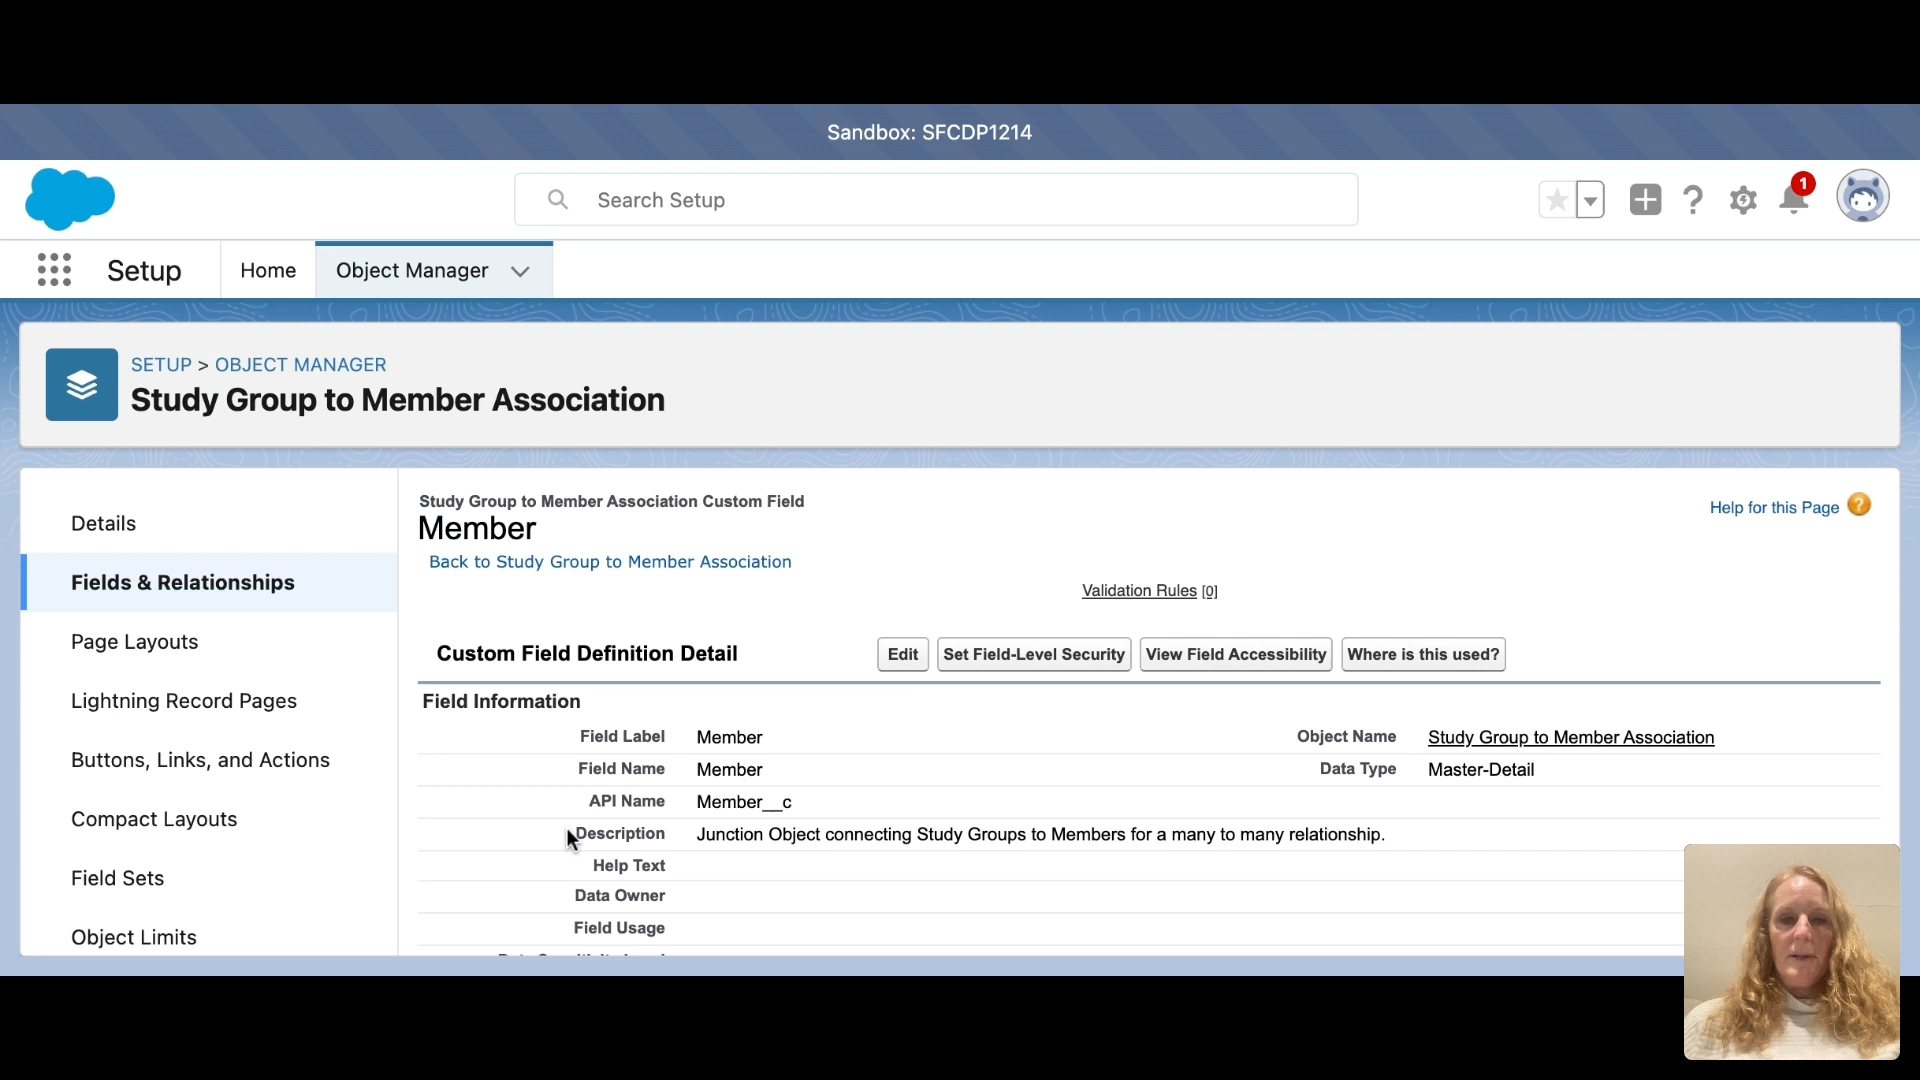 Sandbox: SFCDP1214
Search Setup
1
Setup
Home
Object Manager
SETUP > OBJECT MANAGER
Study Group to Member Association
Details
Fields & Relationships
Page Layouts
Lightning Record Pages
Buttons, Links, and Actions
Compact Layouts
Field Sets
Object Limits
Study Group to Member Association Custom Field
Member
Back to Study Group to Member Association
Help for this Page ?
Validation Rules [0]
Custom Field Definition Detail
Edit
Set Field-Level Security
View Field Accessibility
Where is this used?
Field Information
Field Label Member
Object Name Study Group to Member Association
Field Name Member
Data Type Master-Detail
API Name Member__c
Description Junction Object connecting Study Groups to Members for a many to many relationship.
Help Text
Data Owner
Field Usage